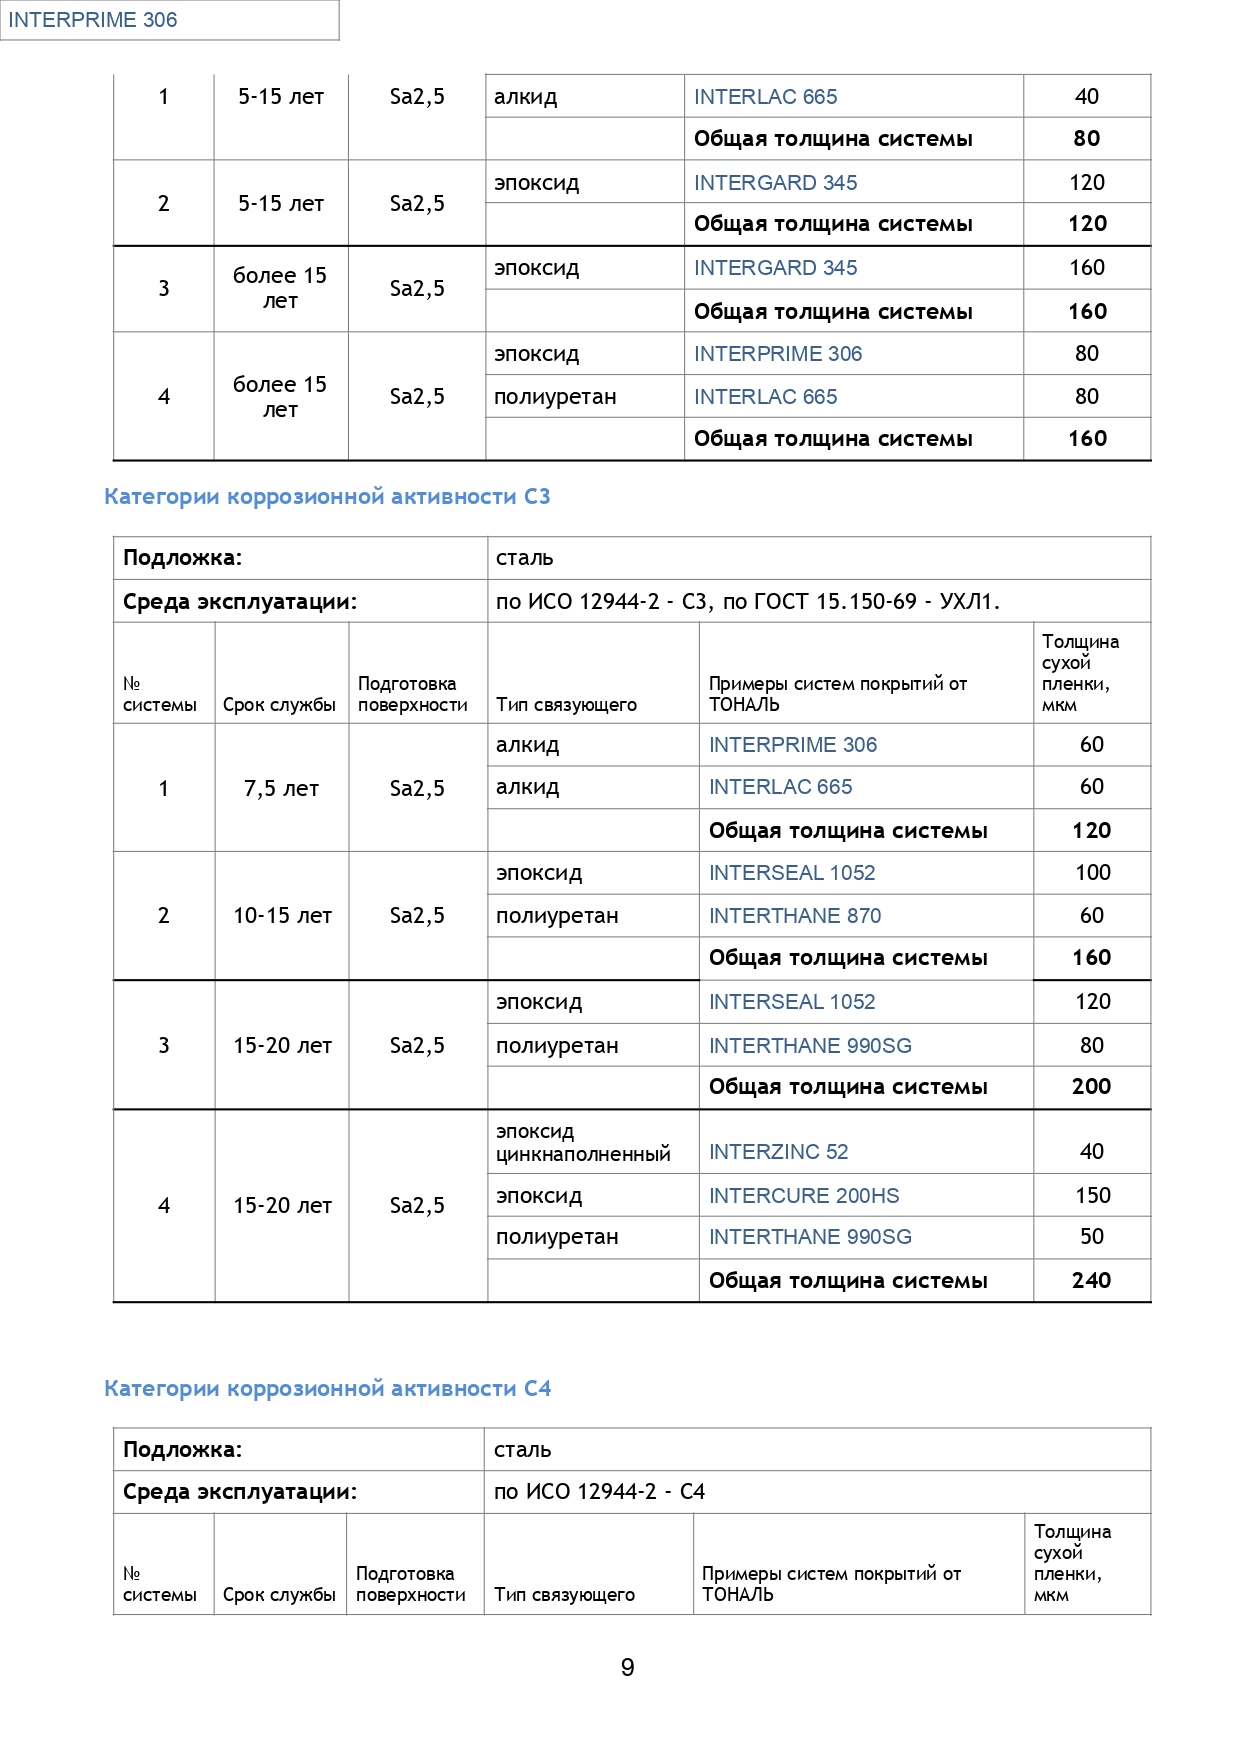 INTERPRIME 306
1 5-15 лет Sa2,5 алкид INTERLAC 665 40
Общая толщина системы 80
2 5-15 лет Sa2,5 эпоксид INTERGARD 345 120
Общая толщина системы 120
3 более 15 лет Sa2,5 эпоксид INTERGARD 345 160
Общая толщина системы 160
4 более 15 лет Sa2,5 эпоксид INTERPRIME 306 80
полиуретан INTERLAC 665 80
Общая толщина системы 160
Категории коррозионной активности С3
Подложка: сталь
Среда эксплуатации: по ИСО 12944-2 - С3, по ГОСТ 15.150-69 - УХЛ1.
№ системы Срок службы Подготовка поверхности Тип связующего Примеры систем покрытий от ТОНАЛЬ Толщина сухой пленки, мкм
1 7,5 лет Sa2,5 алкид INTERPRIME 306 60
алкид INTERLAC 665 60
Общая толщина системы 120
2 10-15 лет Sa2,5 эпоксид INTERSEAL 1052 100
полиуретан INTERTHANE 870 60
Общая толщина системы 160
3 15-20 лет Sa2,5 эпоксид INTERSEAL 1052 120
полиуретан INTERTHANE 990SG 80
Общая толщина системы 200
4 15-20 лет Sa2,5 эпоксид цинкнаполненный INTERZINC 52 40
эпоксид INTERCURE 200HS 150
полиуретан INTERTHANE 990SG 50
Общая толщина системы 240
Категории коррозионной активности С4
Подложка: сталь
Среда эксплуатации: по ИСО 12944-2 - С4
№ системы Срок службы Подготовка поверхности Тип связующего Примеры систем покрытий от ТОНАЛЬ Толщина сухой пленки, мкм
9